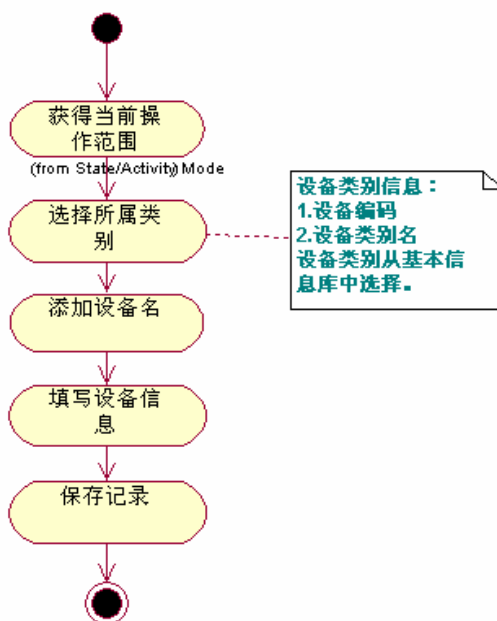 获得当前操
作范围
(from State/Activity Mode
选择所属类
别
设备类别信息：
1.设备编码
2.设备类别名
设备类别从基本信
息库中选择。
添加设备名
填写设备信
息
保存记录